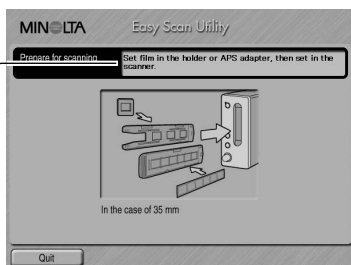 MINOLTA
Easy Scan Utility
Prepare for scanning
Set film in the holder or APS adapter, then set in the
scanner.
In the case of 35 mm
Quit